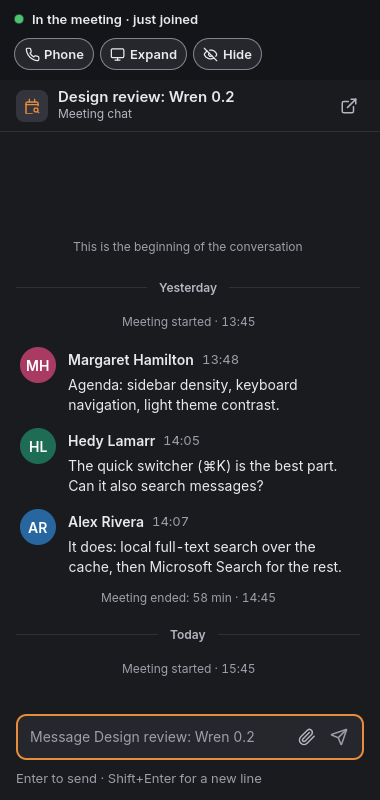 In the meeting · just joined
Phone
Expand
Hide
Design review: Wren 0.2
Meeting chat
This is the beginning of the conversation
Yesterday
Meeting started · 13:45
MH
Margaret Hamilton 13:48
Agenda: sidebar density, keyboard
navigation, light theme contrast.
HL
Hedy Lamarr 14:05
The quick switcher (⌘K) is the best part.
Can it also search messages?
AR
Alex Rivera 14:07
It does: local full-text search over the
cache, then Microsoft Search for the rest.
Meeting ended: 58 min · 14:45
Today
Meeting started · 15:45
Message Design review: Wren 0.2
Enter to send · Shift+Enter for a new line